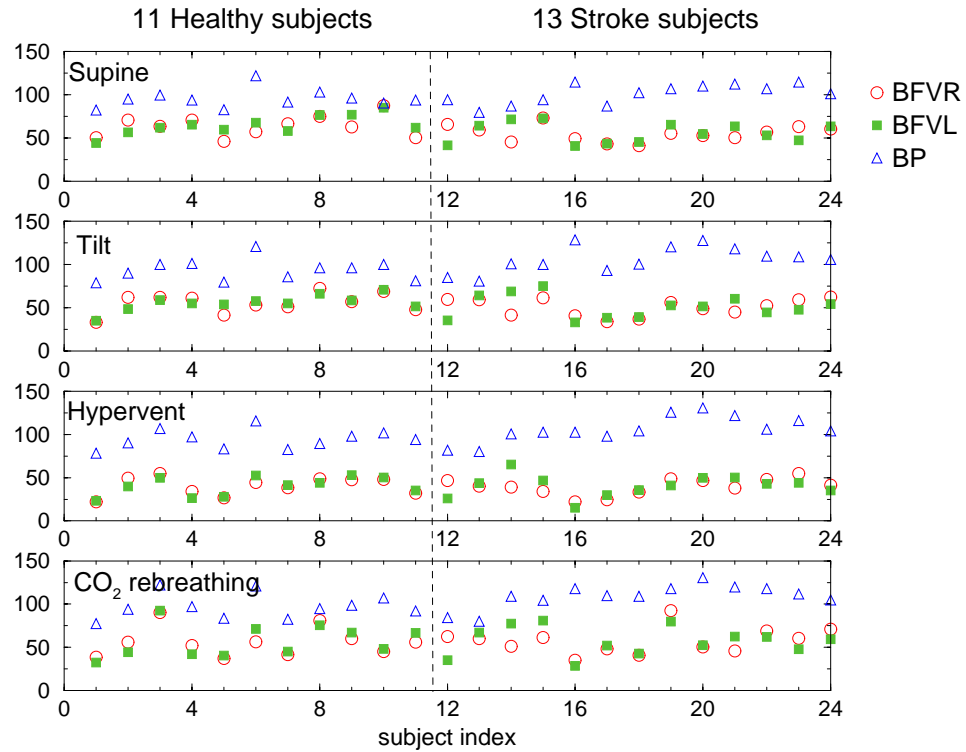 11 Healthy subjects 13 Stroke subjects
150
Supine
100
50
0
0 4 8 12 16 20 24
BFVR
BFVL
BP
150
Tilt
100
50
0
0 4 8 12 16 20 24
150
Hypervent
100
50
0
0 4 8 12 16 20 24
150
CO₂ rebreathing
100
50
0
0 4 8 12 16 20 24
subject index